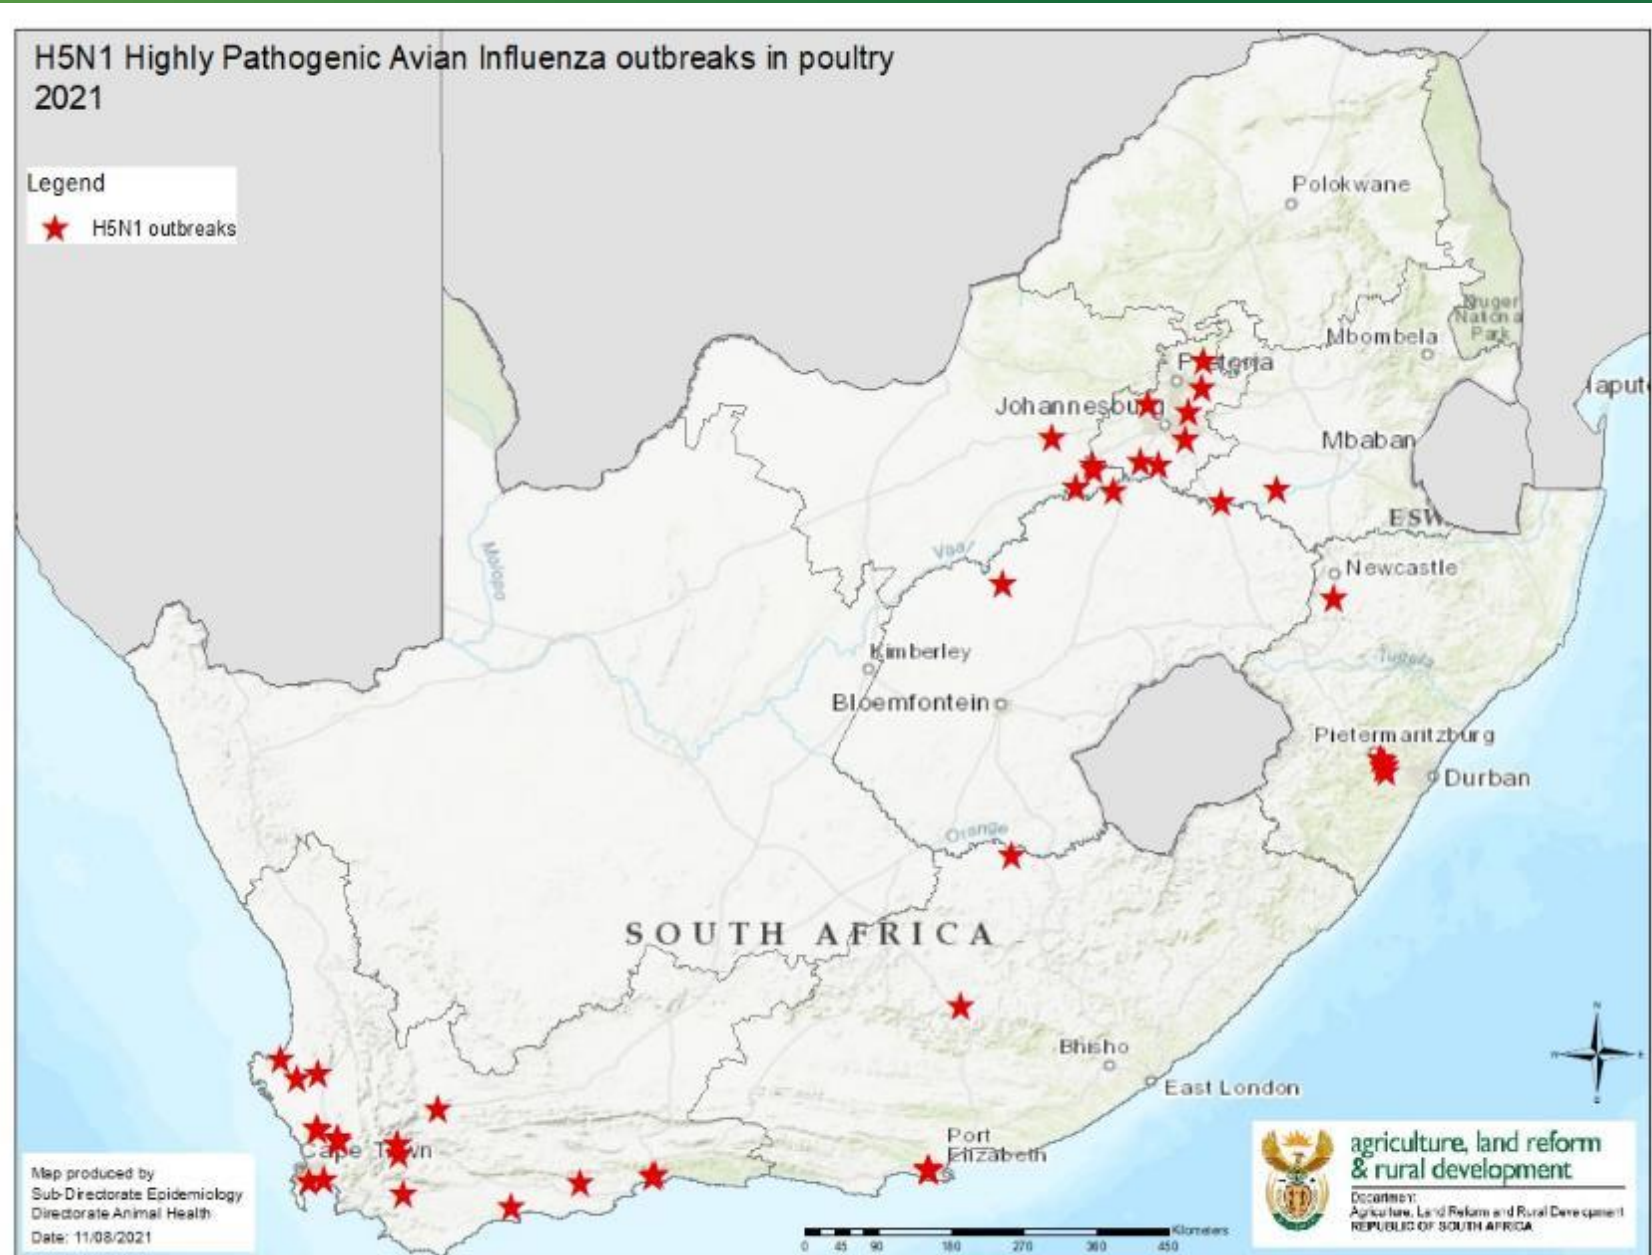 H5N1 Highly Pathogenic Avian Influenza outbreaks in poultry
2021
Legend
H5N1 outbreaks
Polokwane
Kruger
National
Park
Mbombela
Pretoria
Johannesburg
Maput
Mbaban
ESW
Molopo
Vaal
Newcastle
Kimberley
Tugela
Bloemfontein
Pietermaritzburg
Durban
Orange
SOUTH AFRICA
Bhisho
East London
Cape Town
Port
Elizabeth
Map produced by
Sub-Directorate Epidemiology
Directorate Animal Health
Date: 11/08/2021
0 45 90 180 270 360 450 Kilometers
N
W E
S
agriculture, land reform
& rural development
Department:
Agriculture, Land Reform and Rural Development
REPUBLIC OF SOUTH AFRICA